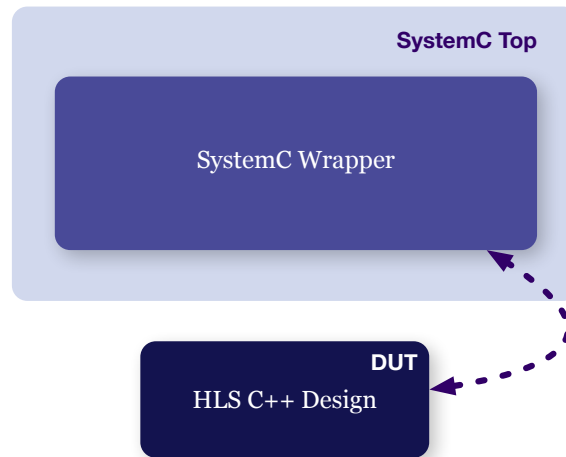 SystemC Top
SystemC Wrapper
DUT
HLS C++ Design